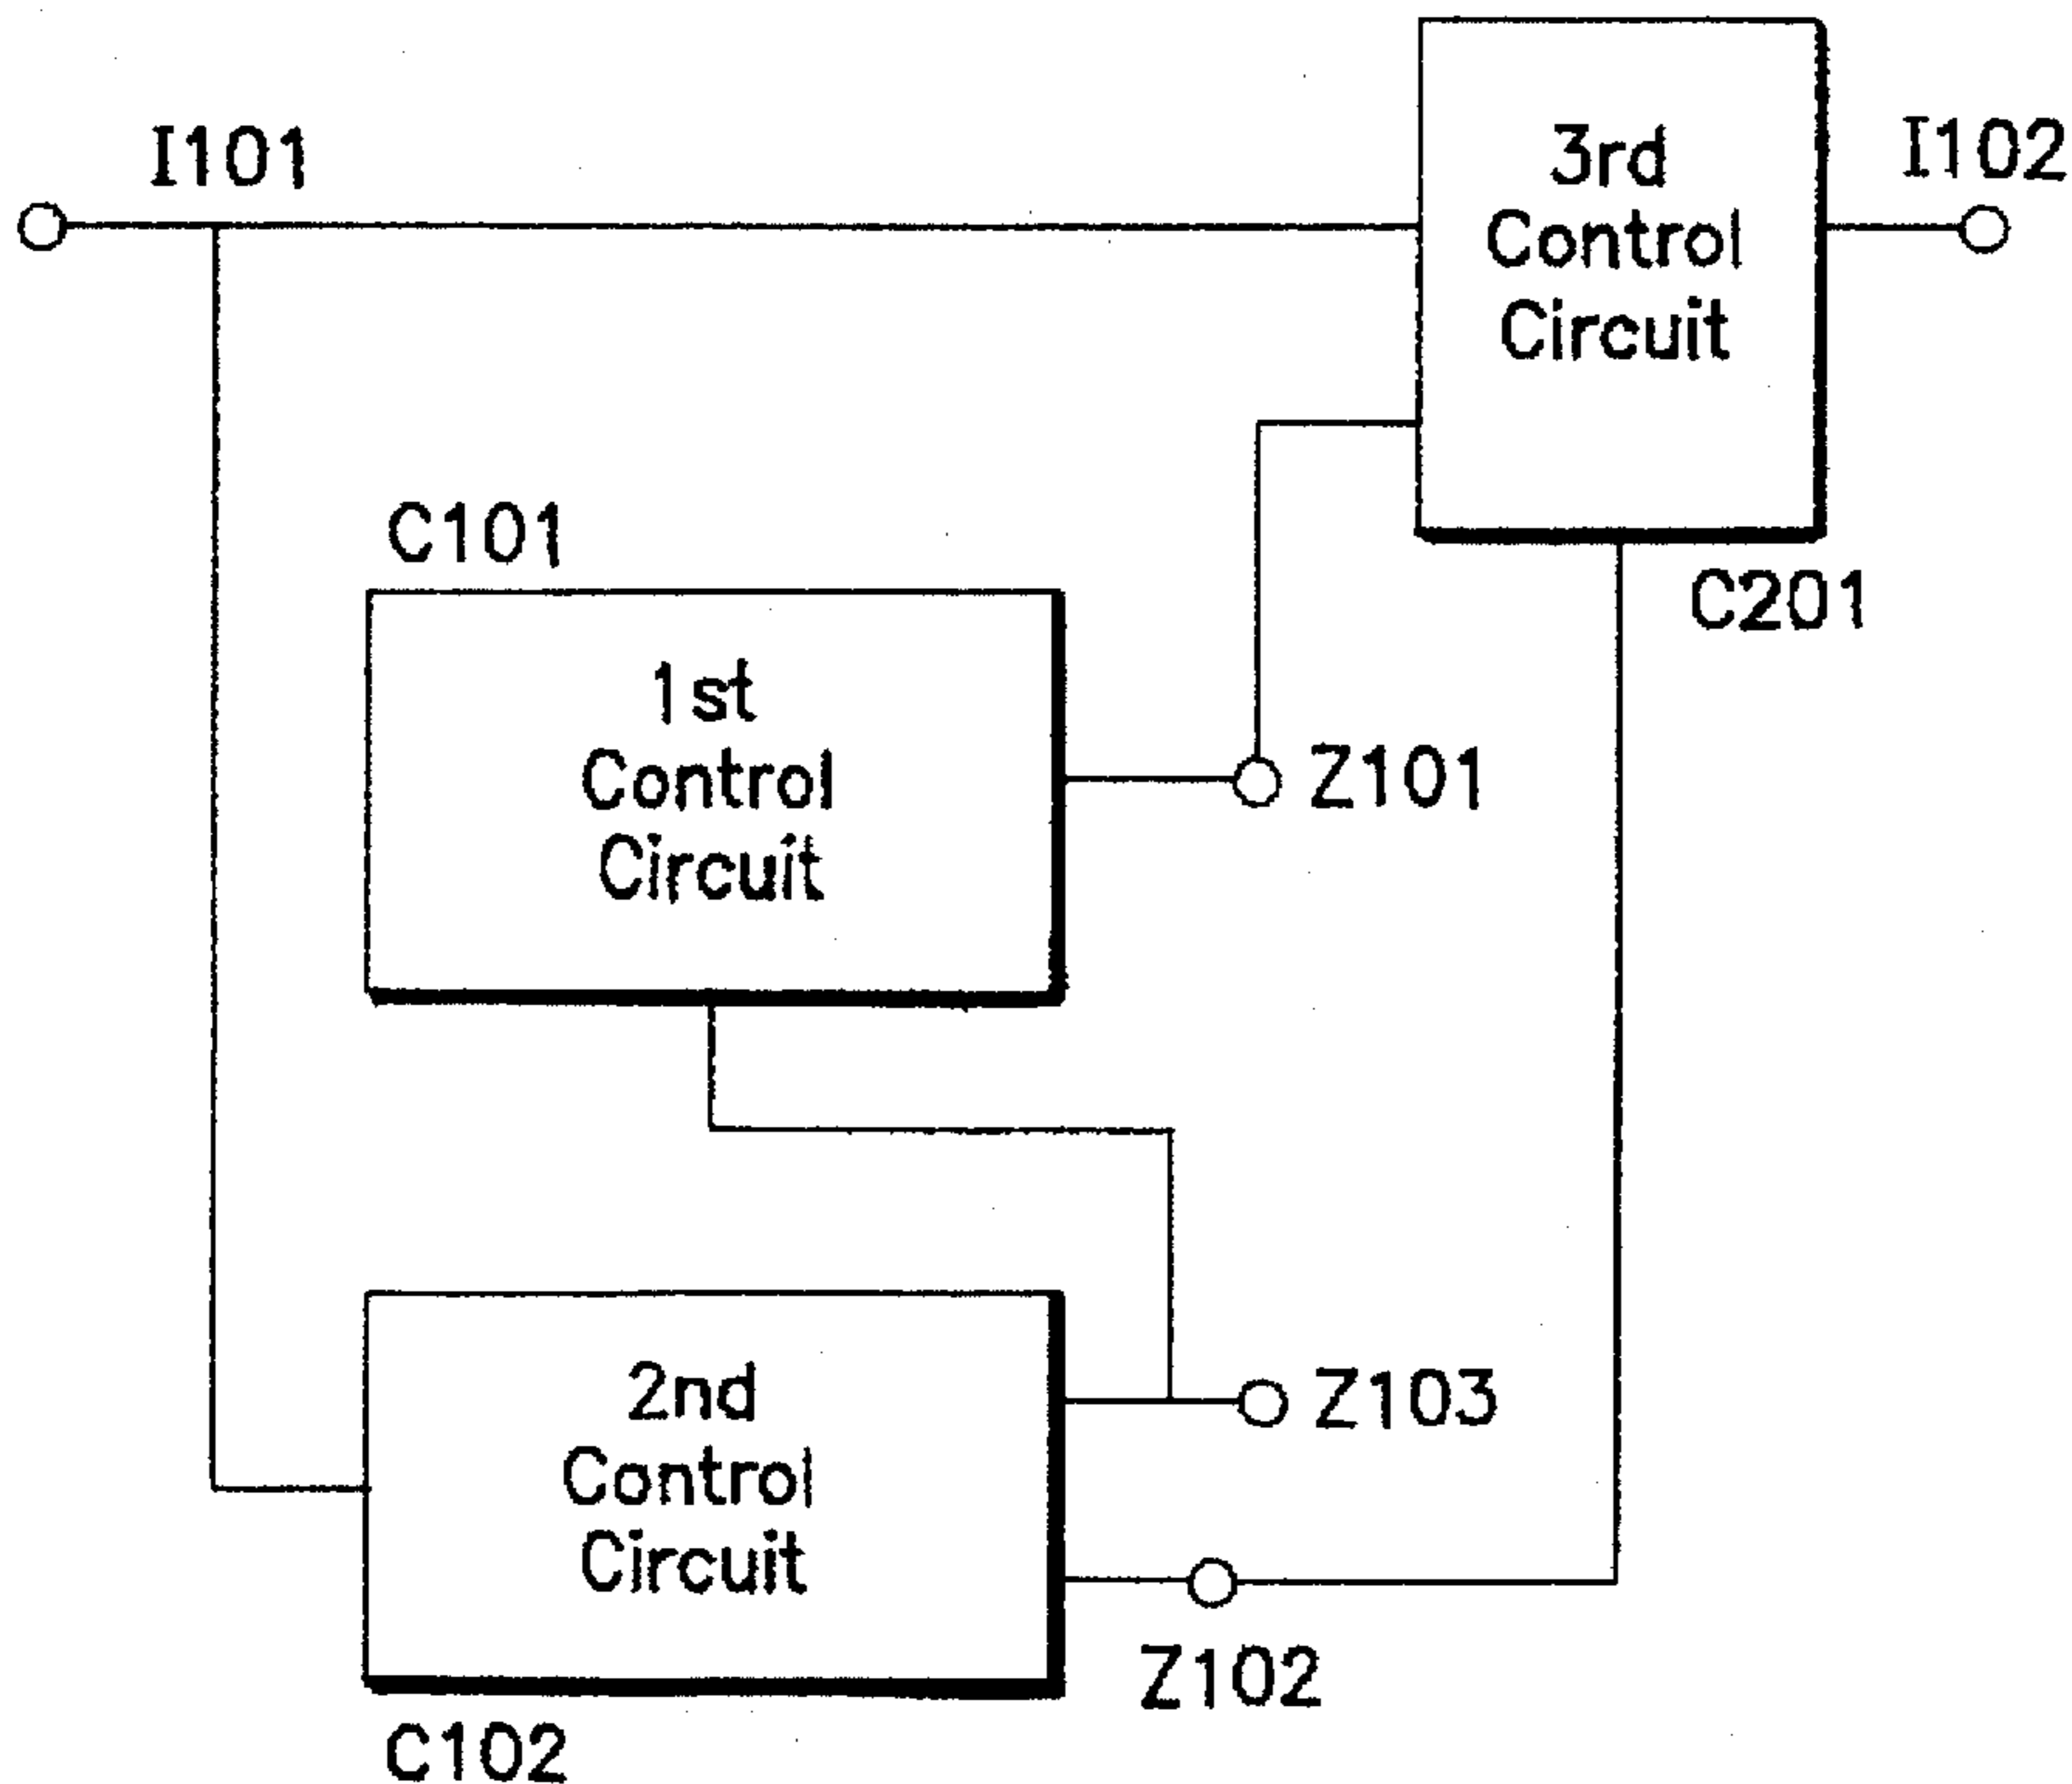 I101
3rd
Control
Circuit
I102
C201
C101
1st
Control
Circuit
Z101
2nd
Control
Circuit
Z103
Z102
C102